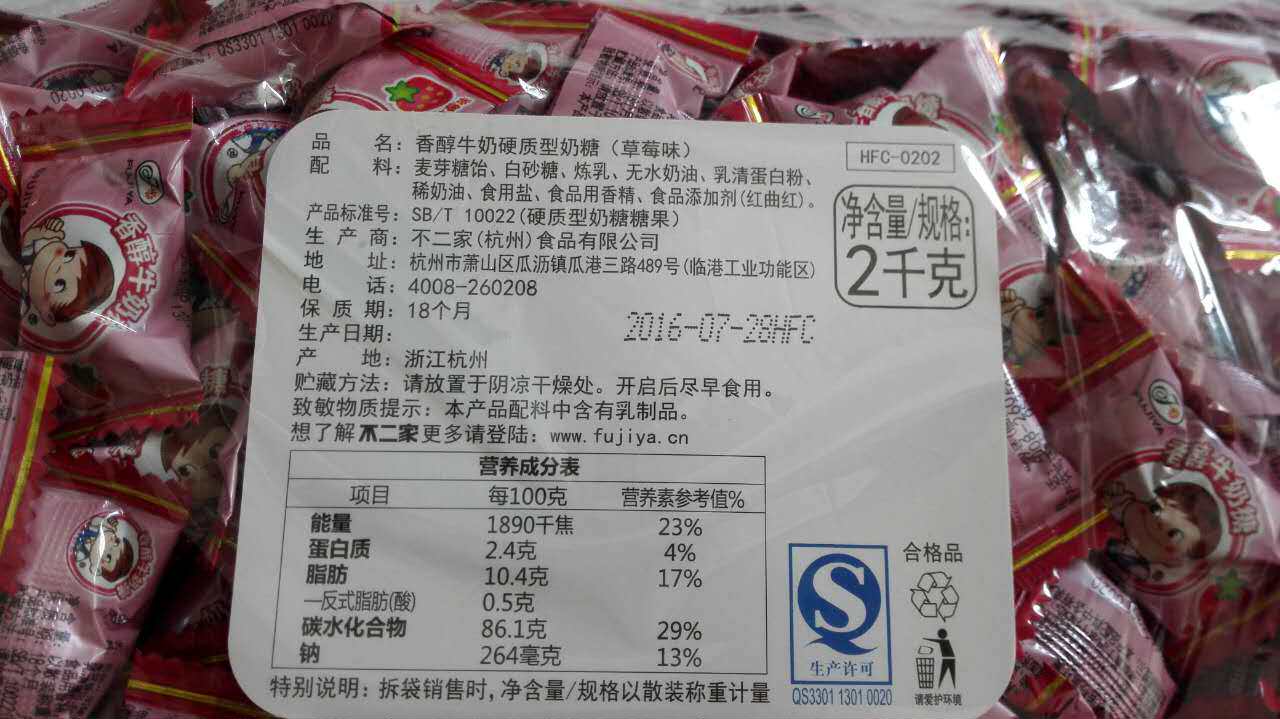 品 名：香醇牛奶硬质型奶糖（草莓味）
HFC-0202
配 料：麦芽糖饴、白砂糖、炼乳、无水奶油、乳清蛋白粉、
稀奶油、食用盐、食品用香精、食品添加剂(红曲红)。
净含量/规格:
2千克
产品标准号：SB/T 10022(硬质型奶糖糖果)
生 产 商：不二家(杭州)食品有限公司
地 址：杭州市萧山区瓜沥镇瓜港三路489号(临港工业功能区)
电 话：4008-260208
保 质 期：18个月
生产日期：
2016-07-28HFC
产 地：浙江杭州
贮藏方法：请放置于阴凉干燥处。开启后尽早食用。
致敏物质提示：本产品配料中含有乳制品。
想了解不二家更多请登陆：www.fujiya.cn
营养成分表
项目 每100克 营养素参考值%
能量 1890千焦 23%
蛋白质 2.4克 4%
脂肪 10.4克 17%
—反式脂肪(酸) 0.5克
碳水化合物 86.1克 29%
钠 264毫克 13%
特别说明：拆袋销售时，净含量/规格以散装称重计量
生产许可
QS3301 1301 0020
合格品
请爱护环境
QS3301 1301 0020
FUJIYA
香醇牛奶
FUJIYA
香醇牛奶糖